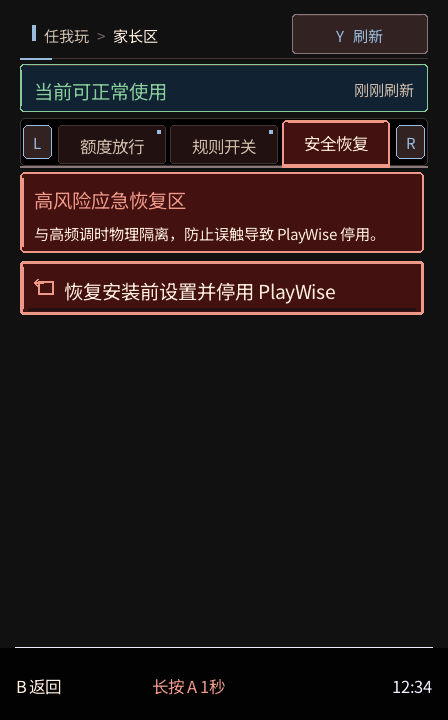 任我玩 > 家长区
Y 刷新
当前可正常使用
刚刚刷新
L
额度放行
规则开关
安全恢复
R
高风险应急恢复区
与高频调时物理隔离，防止误触导致 PlayWise 停用。
恢复安装前设置并停用 PlayWise
B 返回
长按 A 1秒
12:34